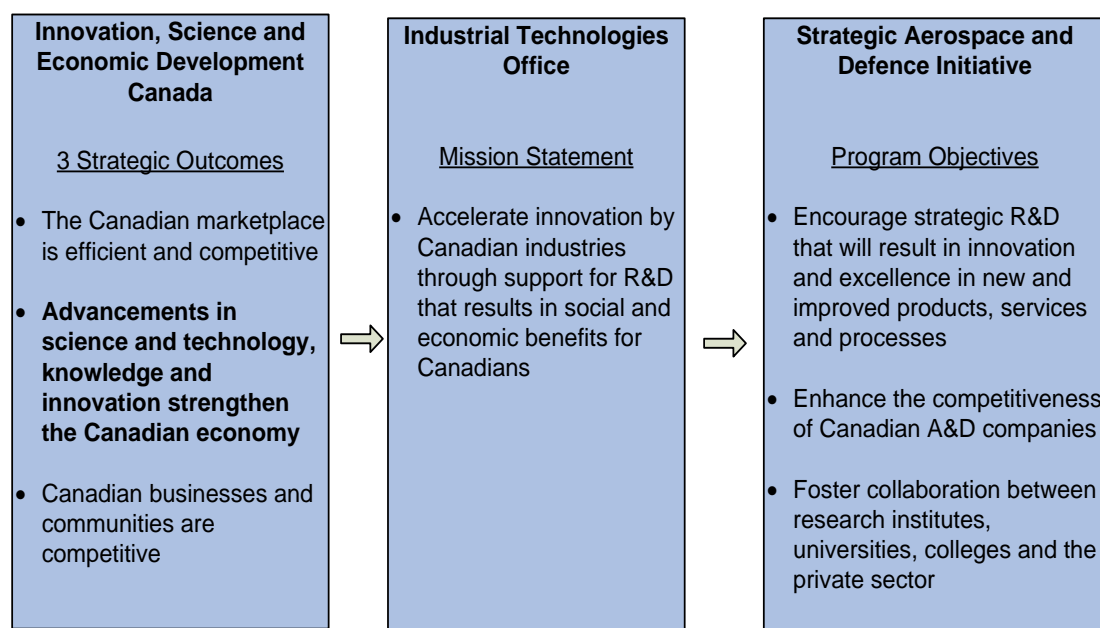 Innovation, Science and
Economic Development
Canada
3 Strategic Outcomes
• The Canadian marketplace
is efficient and competitive
• Advancements in
science and technology,
knowledge and
innovation strengthen
the Canadian economy
• Canadian businesses and
communities are
competitive
Industrial Technologies
Office
Mission Statement
• Accelerate innovation by
Canadian industries
through support for R&D
that results in social and
economic benefits for
Canadians
Strategic Aerospace and
Defence Initiative
Program Objectives
• Encourage strategic R&D
that will result in innovation
and excellence in new and
improved products, services
and processes
• Enhance the competitiveness
of Canadian A&D companies
• Foster collaboration between
research institutes,
universities, colleges and the
private sector